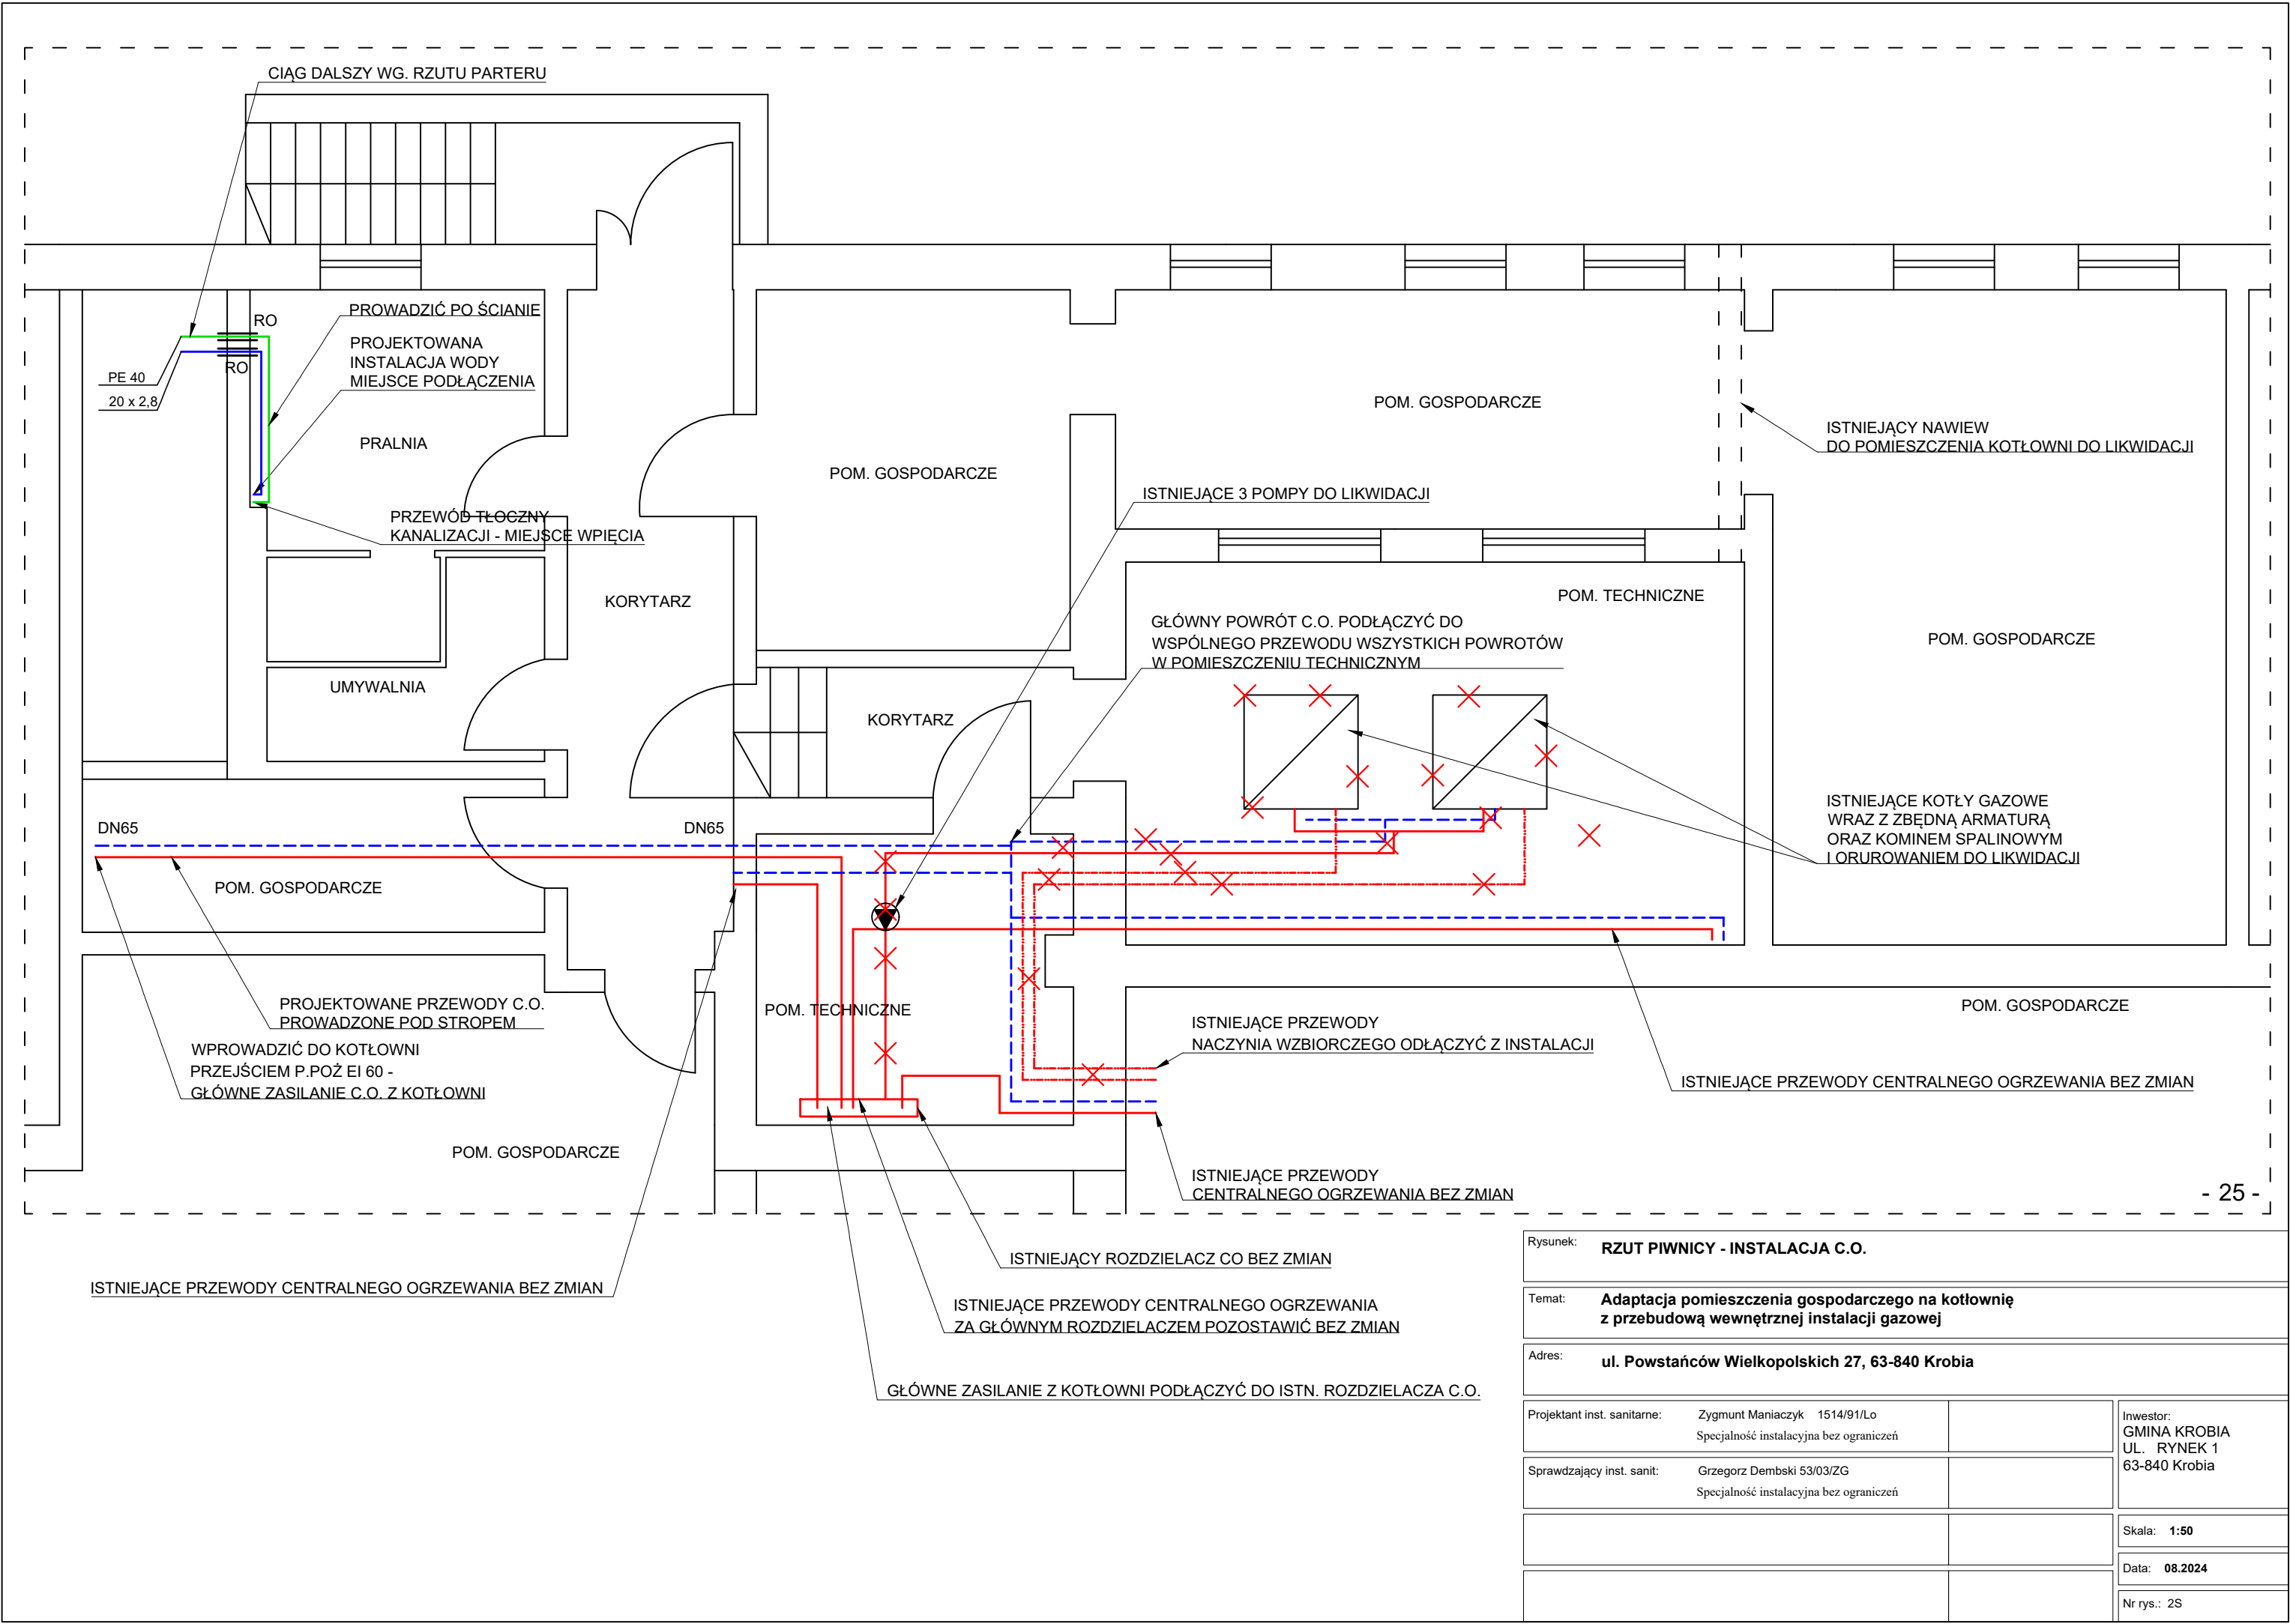 CIĄG DALSZY WG. RZUTU PARTERU
RO
RO
PE 40
20 x 2,8
PROWADZIĆ PO ŚCIANIE
PROJEKTOWANA
INSTALACJA WODY
MIEJSCE PODŁĄCZENIA
PRALNIA
PRZEWÓD TŁOCZNY
KANALIZACJI - MIEJSCE WPIĘCIA
KORYTARZ
UMYWALNIA
POM. GOSPODARCZE
POM. GOSPODARCZE
ISTNIEJĄCY NAWIEW
DO POMIESZCZENIA KOTŁOWNI DO LIKWIDACJI
ISTNIEJĄCE 3 POMPY DO LIKWIDACJI
POM. TECHNICZNE
GŁÓWNY POWRÓT C.O. PODŁĄCZYĆ DO
WSPÓLNEGO PRZEWODU WSZYSTKICH POWROTÓW
W POMIESZCZENIU TECHNICZNYM
POM. GOSPODARCZE
KORYTARZ
ISTNIEJĄCE KOTŁY GAZOWE
WRAZ Z ZBĘDNĄ ARMATURĄ
ORAZ KOMINEM SPALINOWYM
I ORUROWANIEM DO LIKWIDACJI
DN65
DN65
POM. GOSPODARCZE
PROJEKTOWANE PRZEWODY C.O.
PROWADZONE POD STROPEM
WPROWADZIĆ DO KOTŁOWNI
PRZEJŚCIEM P.POŻ EI 60 -
GŁÓWNE ZASILANIE C.O. Z KOTŁOWNI
POM. TECHNICZNE
POM. GOSPODARCZE
ISTNIEJĄCE PRZEWODY
NACZYNIA WZBIORCZEGO ODŁĄCZYĆ Z INSTALACJI
ISTNIEJĄCE PRZEWODY CENTRALNEGO OGRZEWANIA BEZ ZMIAN
POM. GOSPODARCZE
ISTNIEJĄCE PRZEWODY
CENTRALNEGO OGRZEWANIA BEZ ZMIAN
- 25 -
ISTNIEJĄCY ROZDZIELACZ CO BEZ ZMIAN
ISTNIEJĄCE PRZEWODY CENTRALNEGO OGRZEWANIA BEZ ZMIAN
ISTNIEJĄCE PRZEWODY CENTRALNEGO OGRZEWANIA
ZA GŁÓWNYM ROZDZIELACZEM POZOSTAWIĆ BEZ ZMIAN
GŁÓWNE ZASILANIE Z KOTŁOWNI PODŁĄCZYĆ DO ISTN. ROZDZIELACZA C.O.
Rysunek: RZUT PIWNICY - INSTALACJA C.O.
Temat: Adaptacja pomieszczenia gospodarczego na kotłownię
z przebudową wewnętrznej instalacji gazowej
Adres: ul. Powstańców Wielkopolskich 27, 63-840 Krobia
Projektant inst. sanitarne: Zygmunt Maniaczyk 1514/91/Lo
Specjalność instalacyjna bez ograniczeń
Sprawdzający inst. sanit: Grzegorz Dembski 53/03/ZG
Specjalność instalacyjna bez ograniczeń
Inwestor:
GMINA KROBIA
UL. RYNEK 1
63-840 Krobia
Skala: 1:50
Data: 08.2024
Nr rys.: 2S